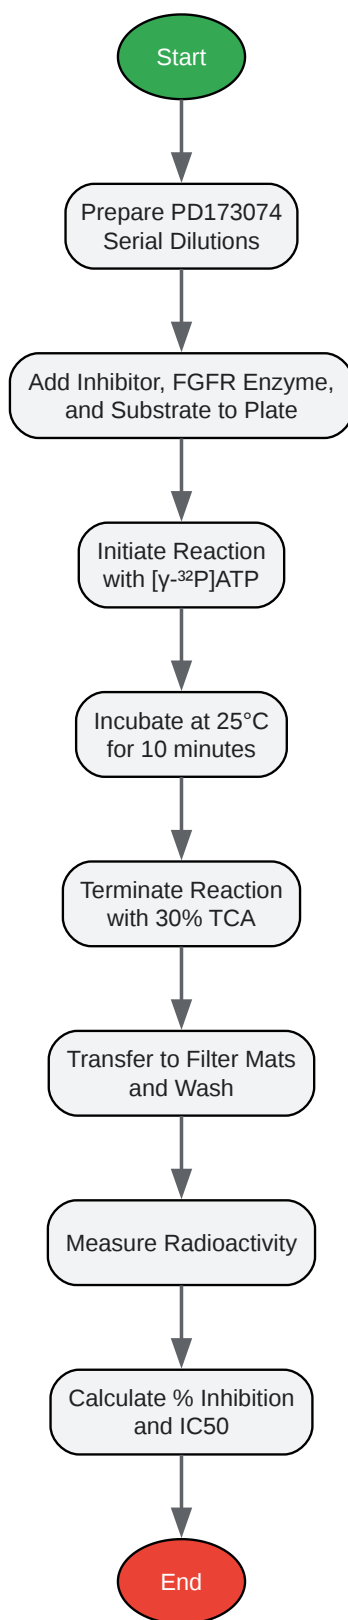 Start
Prepare PD173074
Serial Dilutions
Add Inhibitor, FGFR Enzyme,
and Substrate to Plate
Initiate Reaction
with [γ-³²P]ATP
Incubate at 25°C
for 10 minutes
Terminate Reaction
with 30% TCA
Transfer to Filter Mats
and Wash
Measure Radioactivity
Calculate % Inhibition
and IC50
End